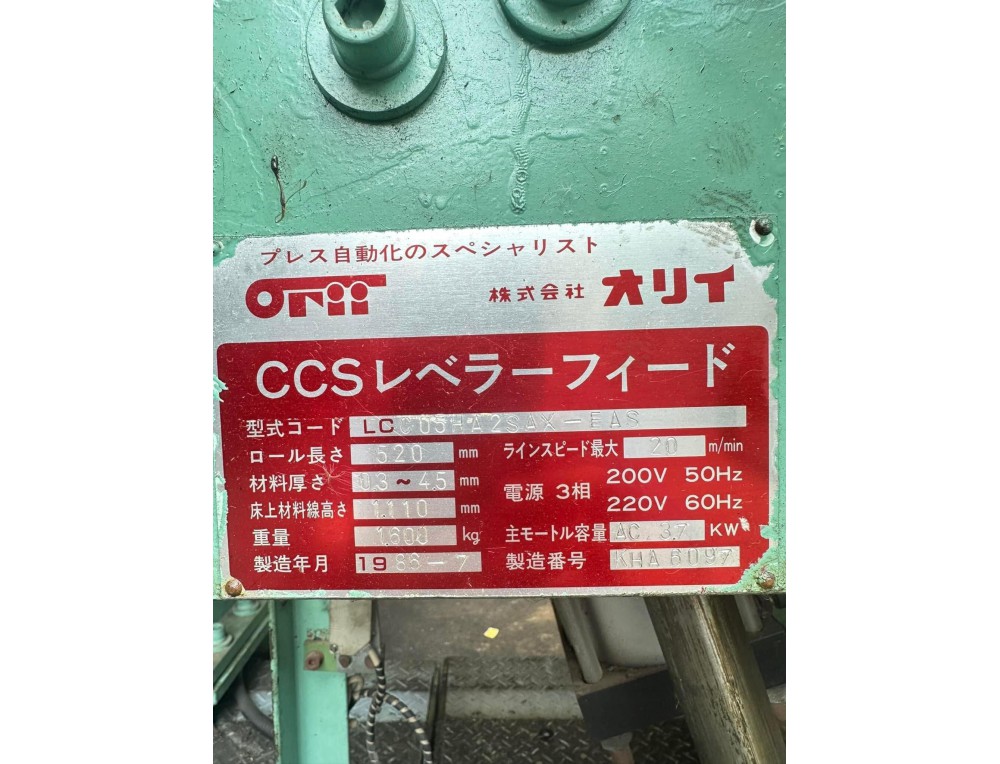 プレス自動化のスペシャリスト
Orii 株式会社 オリイ
CCSレベラーフィード
型式コード LCC05HA2SAX-EAS
ロール長さ 520 mm ラインスピード最大 20 m/min
材料厚さ 0.3~4.5 mm 電源 3相 200V 50Hz
床上材料線高さ 1,110 mm 220V 60Hz
重量 1,600 kg 主モートル容量 AC 3.7 KW
製造年月 1986-7 製造番号 KHA